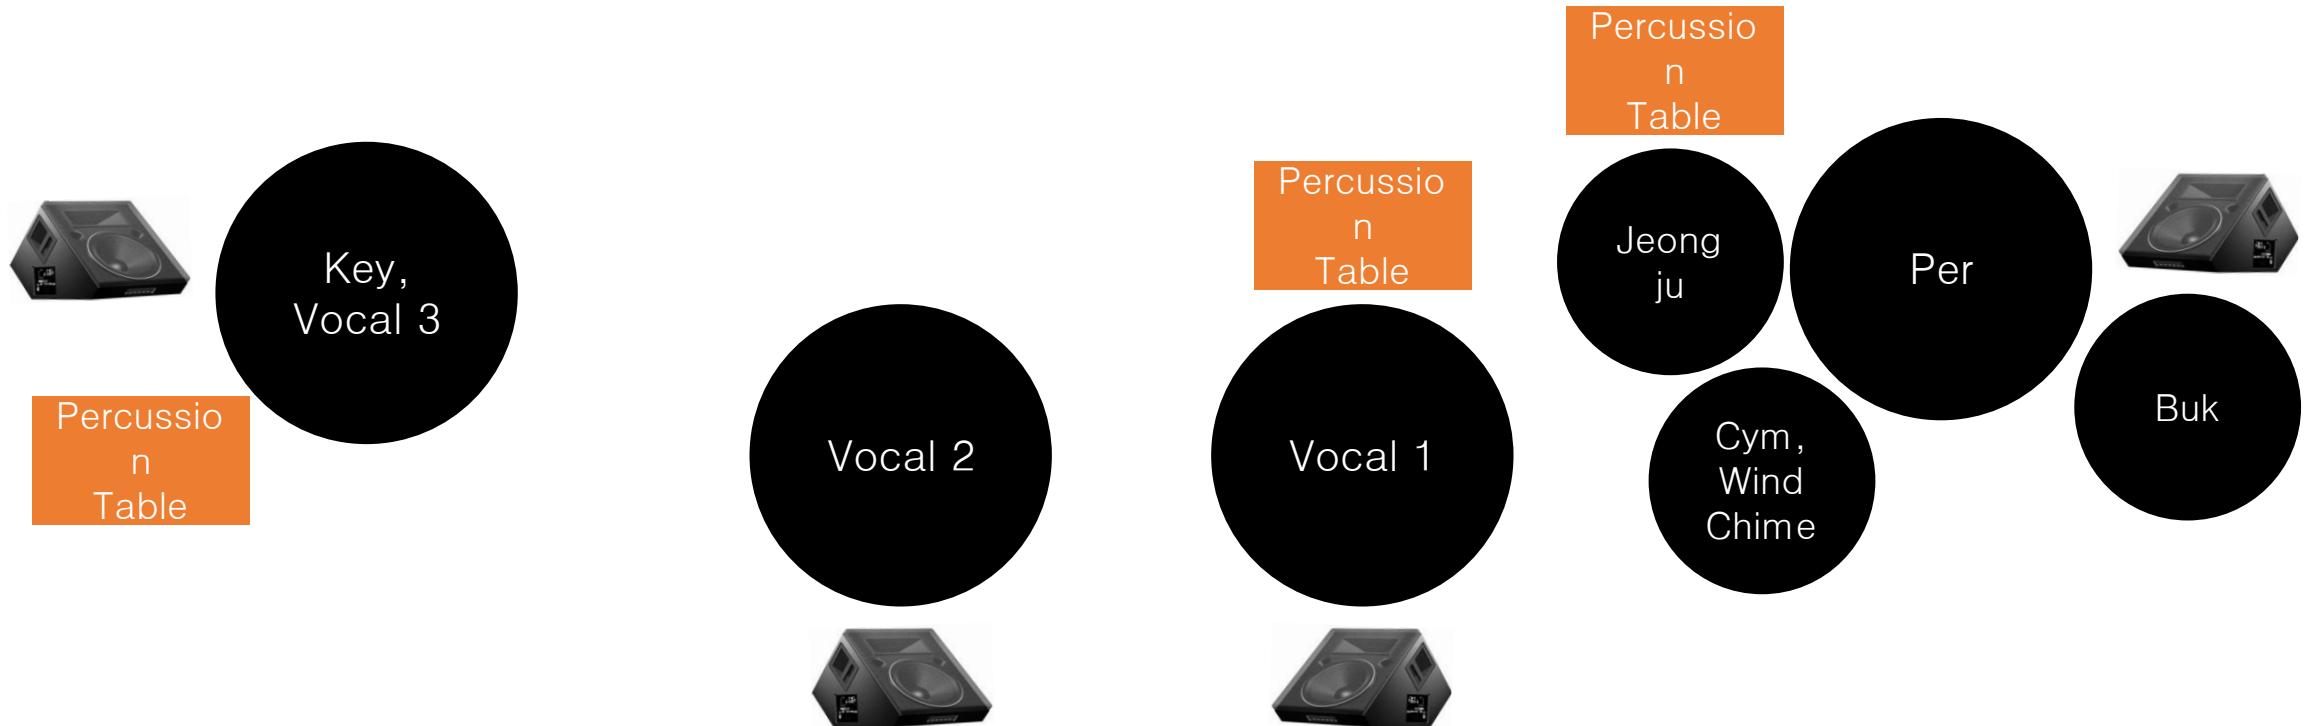 Percussio
n
Table
Percussio
n
Table
Jeong
ju
Per
Key,
Vocal 3
Percussio
n
Table
Vocal 2
Vocal 1
Cym,
Wind
Chime
Buk